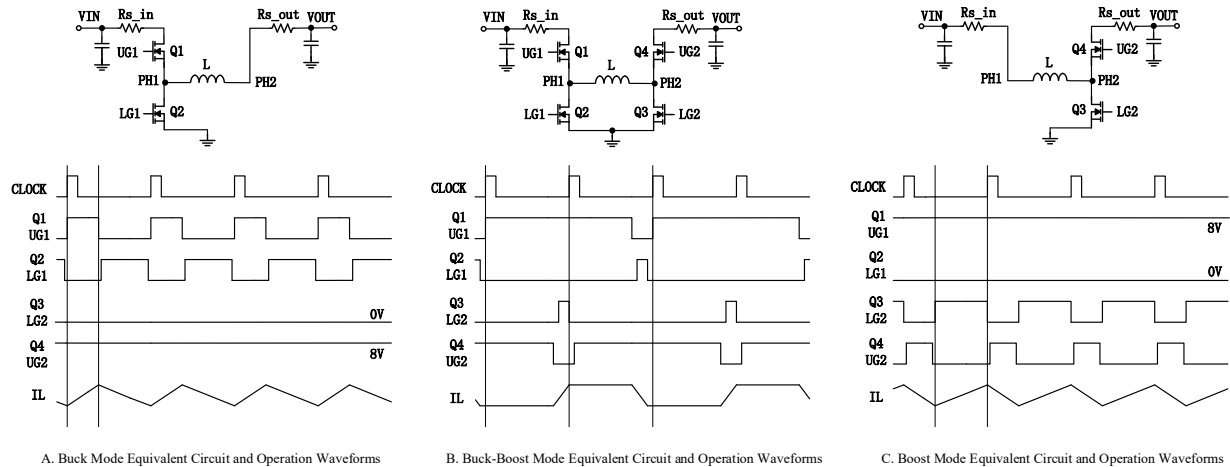 VIN Rs_in Rs_out VOUT
UG1 Q1
L
PH1 PH2
LG1 Q2
CLOCK
Q1
UG1
Q2
LG1
Q3
LG2 0V
Q4
UG2 8V
IL
A. Buck Mode Equivalent Circuit and Operation Waveforms
VIN Rs_in Rs_out VOUT
UG1 Q1 Q4 UG2
L
PH1 PH2
LG1 Q2 Q3 LG2
CLOCK
Q1
UG1
Q2
LG1
Q3
LG2
Q4
UG2
IL
B. Buck-Boost Mode Equivalent Circuit and Operation Waveforms
VIN Rs_in Rs_out VOUT
Q4 UG2
L
PH1 PH2
Q3 LG2
CLOCK
Q1
UG1 8V
Q2
LG1 0V
Q3
LG2
Q4
UG2
IL
C. Boost Mode Equivalent Circuit and Operation Waveforms